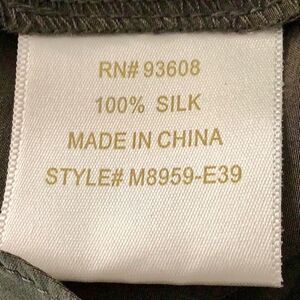 RN# 93608
100% SILK
MADE IN CHINA
STYLE# M8959-E39